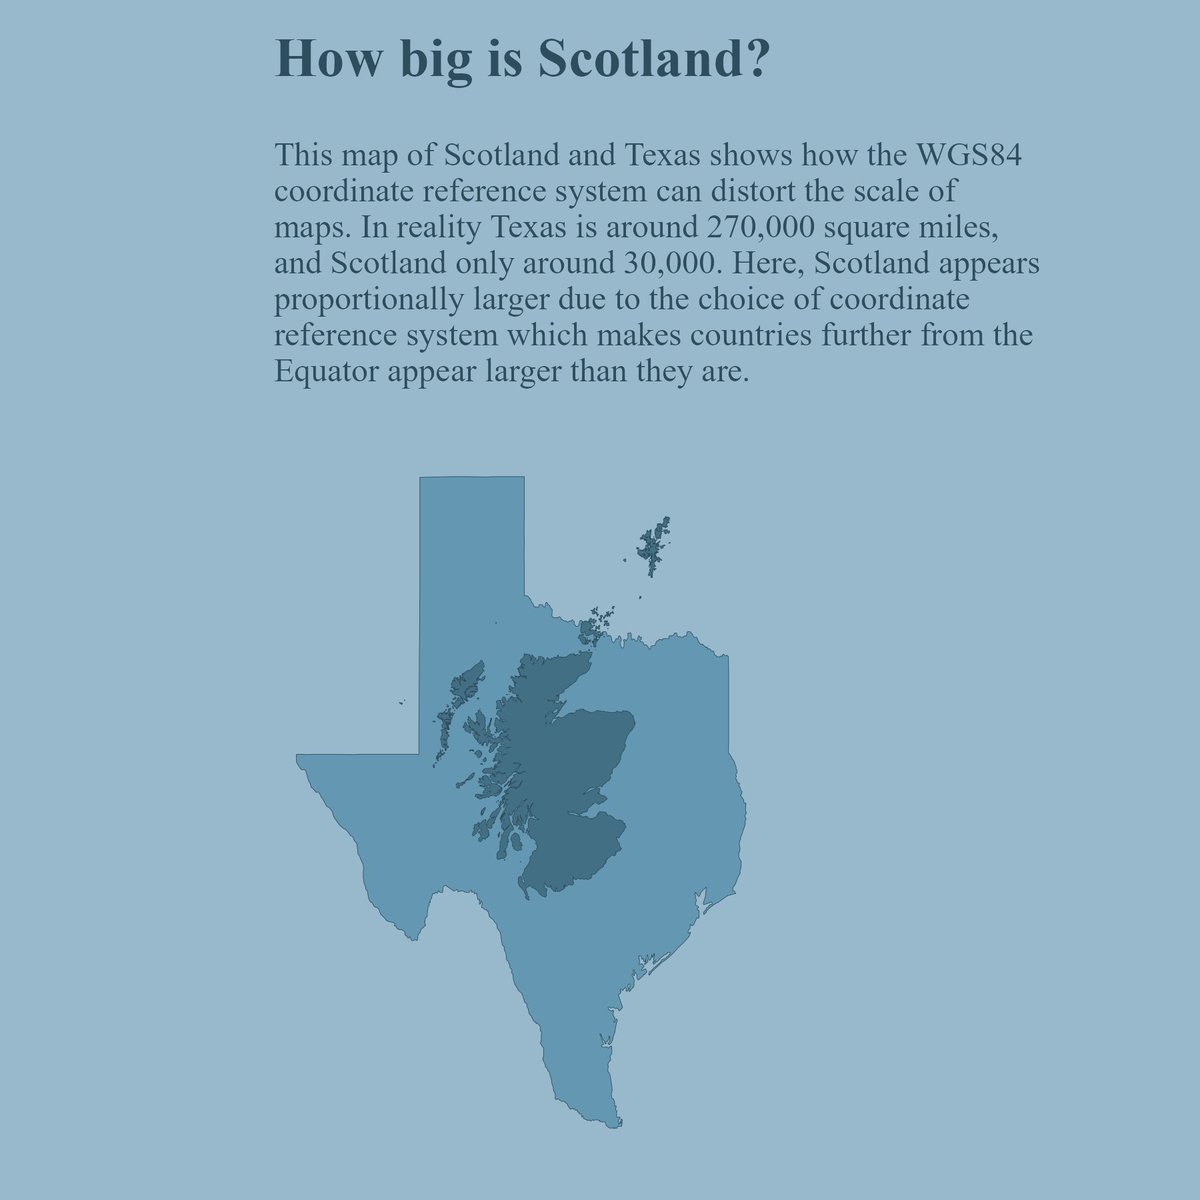 How big is Scotland?
This map of Scotland and Texas shows how the WGS84
coordinate reference system can distort the scale of
maps. In reality Texas is around 270,000 square miles,
and Scotland only around 30,000. Here, Scotland appears
proportionally larger due to the choice of coordinate
reference system which makes countries further from the
Equator appear larger than they are.